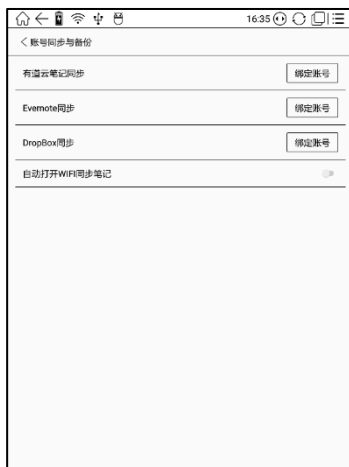 16:35
账号同步与备份
有道云笔记同步 绑定账号
Evernote同步 绑定账号
DropBox同步 绑定账号
自动打开WIFI同步笔记